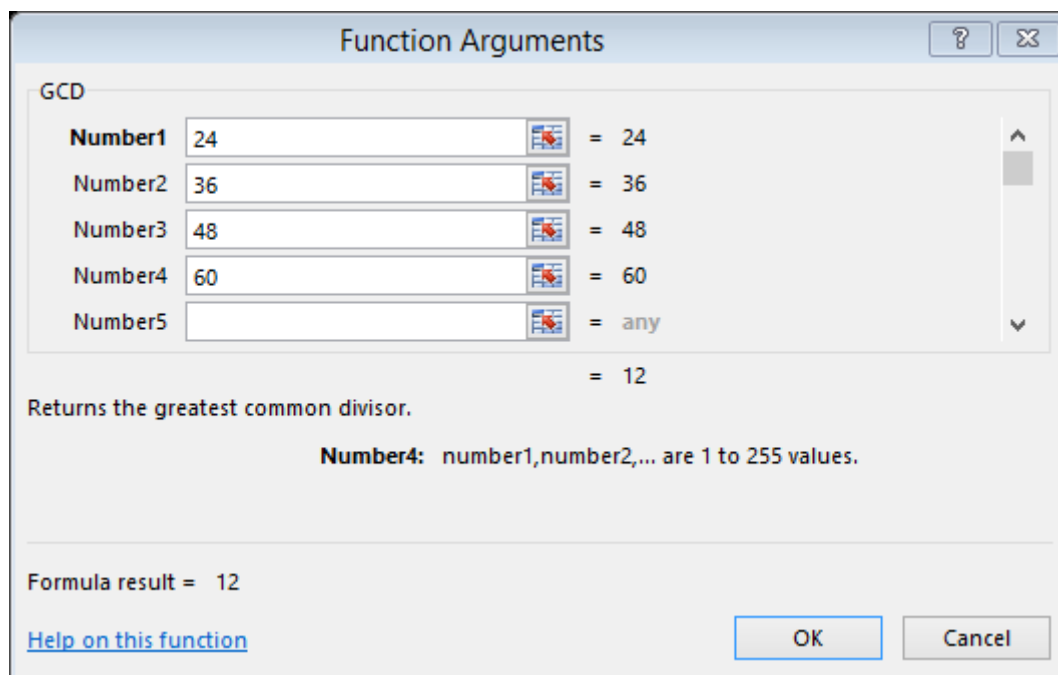 Function Arguments
GCD
Number1 24 = 24
Number2 36 = 36
Number3 48 = 48
Number4 60 = 60
Number5 = any
= 12
Returns the greatest common divisor.
Number4: number1,number2,... are 1 to 255 values.
Formula result = 12
Help on this function OK Cancel